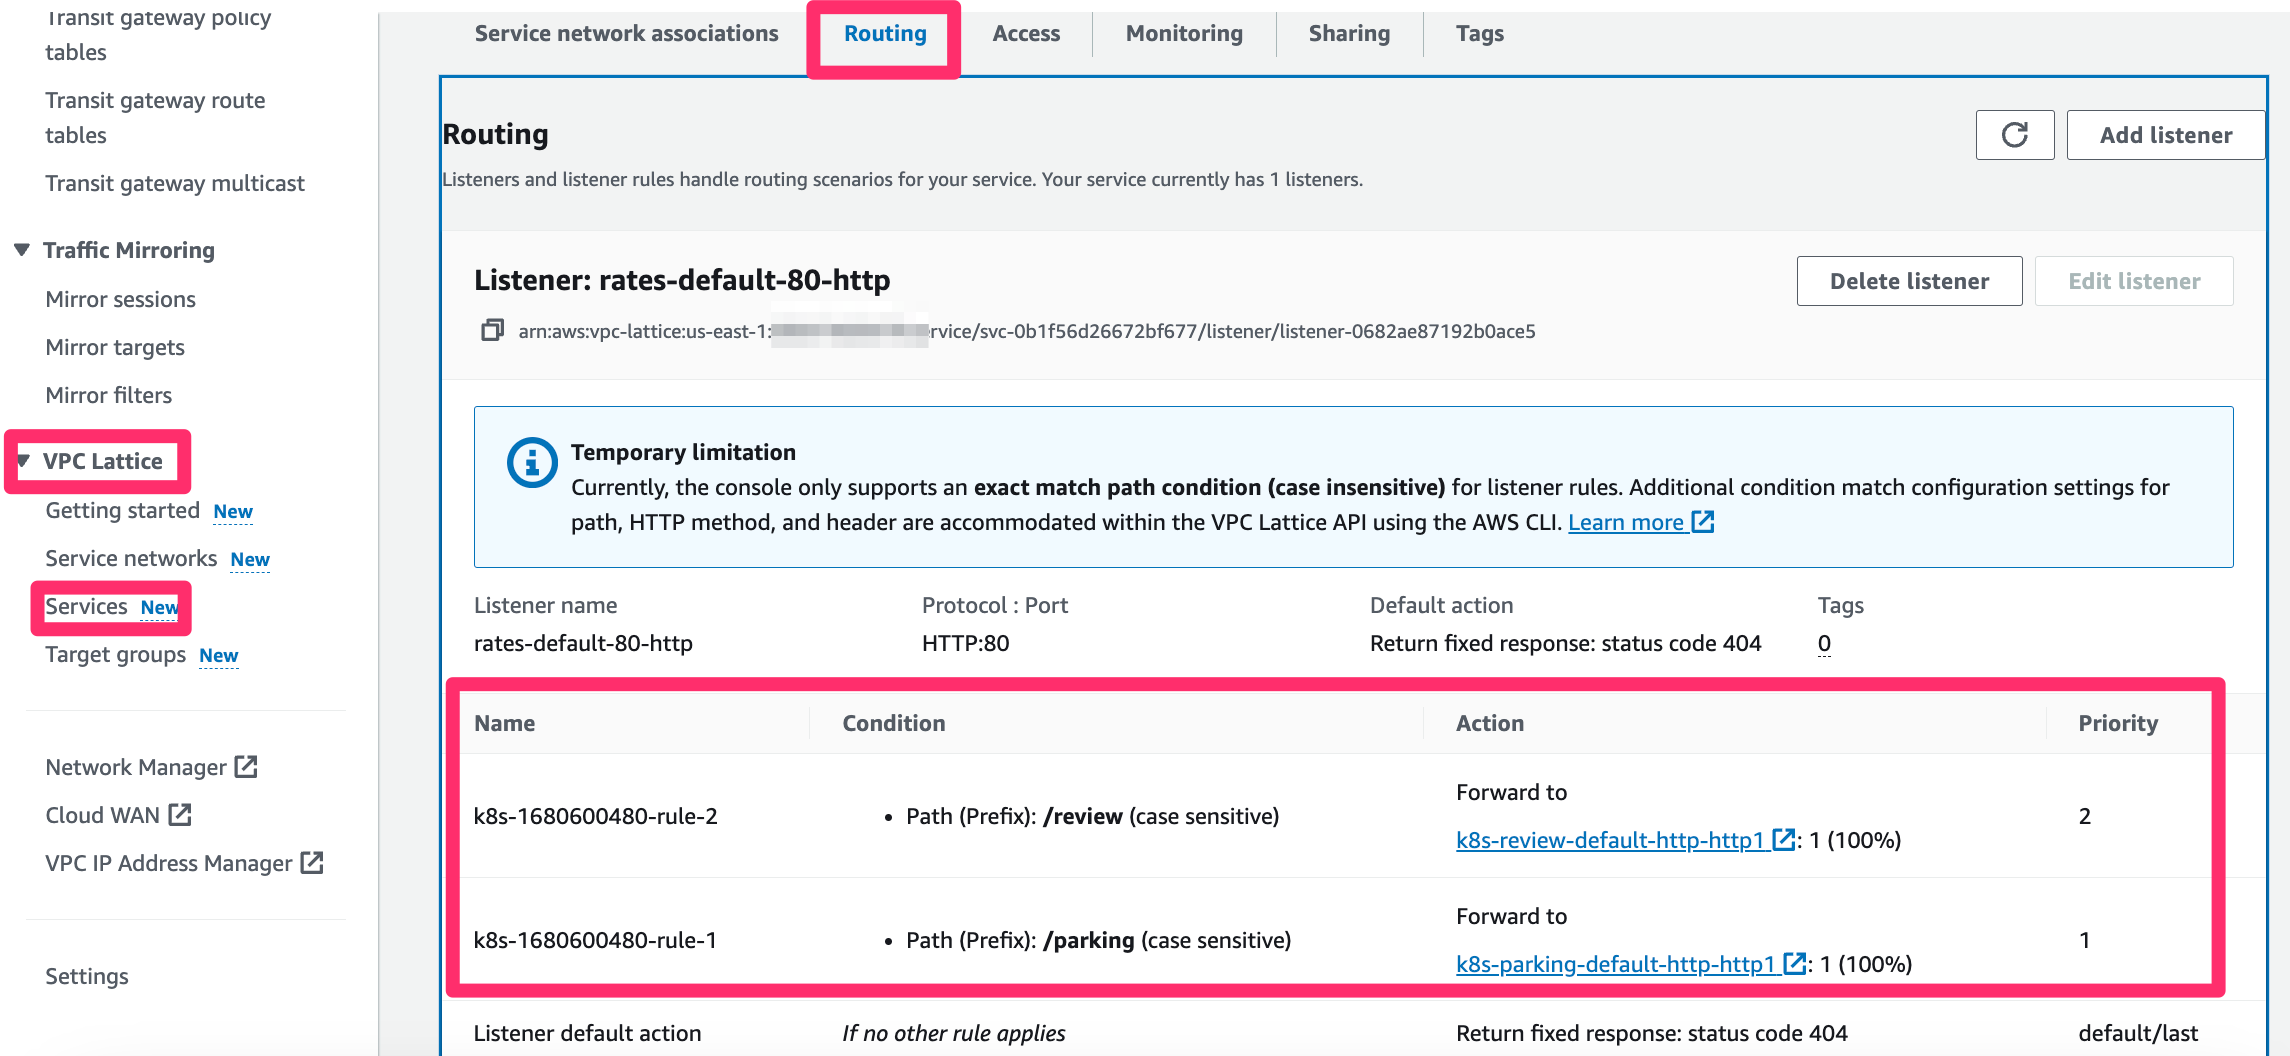 Transit gateway policy
tables
Transit gateway route
tables
Transit gateway multicast
Traffic Mirroring
Mirror sessions
Mirror targets
Mirror filters
VPC Lattice
Getting started New
Service networks New
Services New
Target groups New
Network Manager
Cloud WAN
VPC IP Address Manager
Settings
Service network associations Routing Access Monitoring Sharing Tags
Routing
Add listener
Listeners and listener rules handle routing scenarios for your service. Your service currently has 1 listeners.
Listener: rates-default-80-http
Delete listener Edit listener
arn:aws:vpc-lattice:us-east-1: rvice/svc-0b1f56d26672bf677/listener/listener-0682ae87192b0ace5
Temporary limitation
Currently, the console only supports an exact match path condition (case insensitive) for listener rules. Additional condition match configuration settings for
path, HTTP method, and header are accommodated within the VPC Lattice API using the AWS CLI. Learn more
Listener name Protocol : Port Default action Tags
rates-default-80-http HTTP:80 Return fixed response: status code 404 0
Name Condition Action Priority
Forward to
k8s-1680600480-rule-2 • Path (Prefix): /review (case sensitive) 2
k8s-review-default-http-http1 : 1 (100%)
Forward to
k8s-1680600480-rule-1 • Path (Prefix): /parking (case sensitive) 1
k8s-parking-default-http-http1 : 1 (100%)
Listener default action If no other rule applies Return fixed response: status code 404 default/last